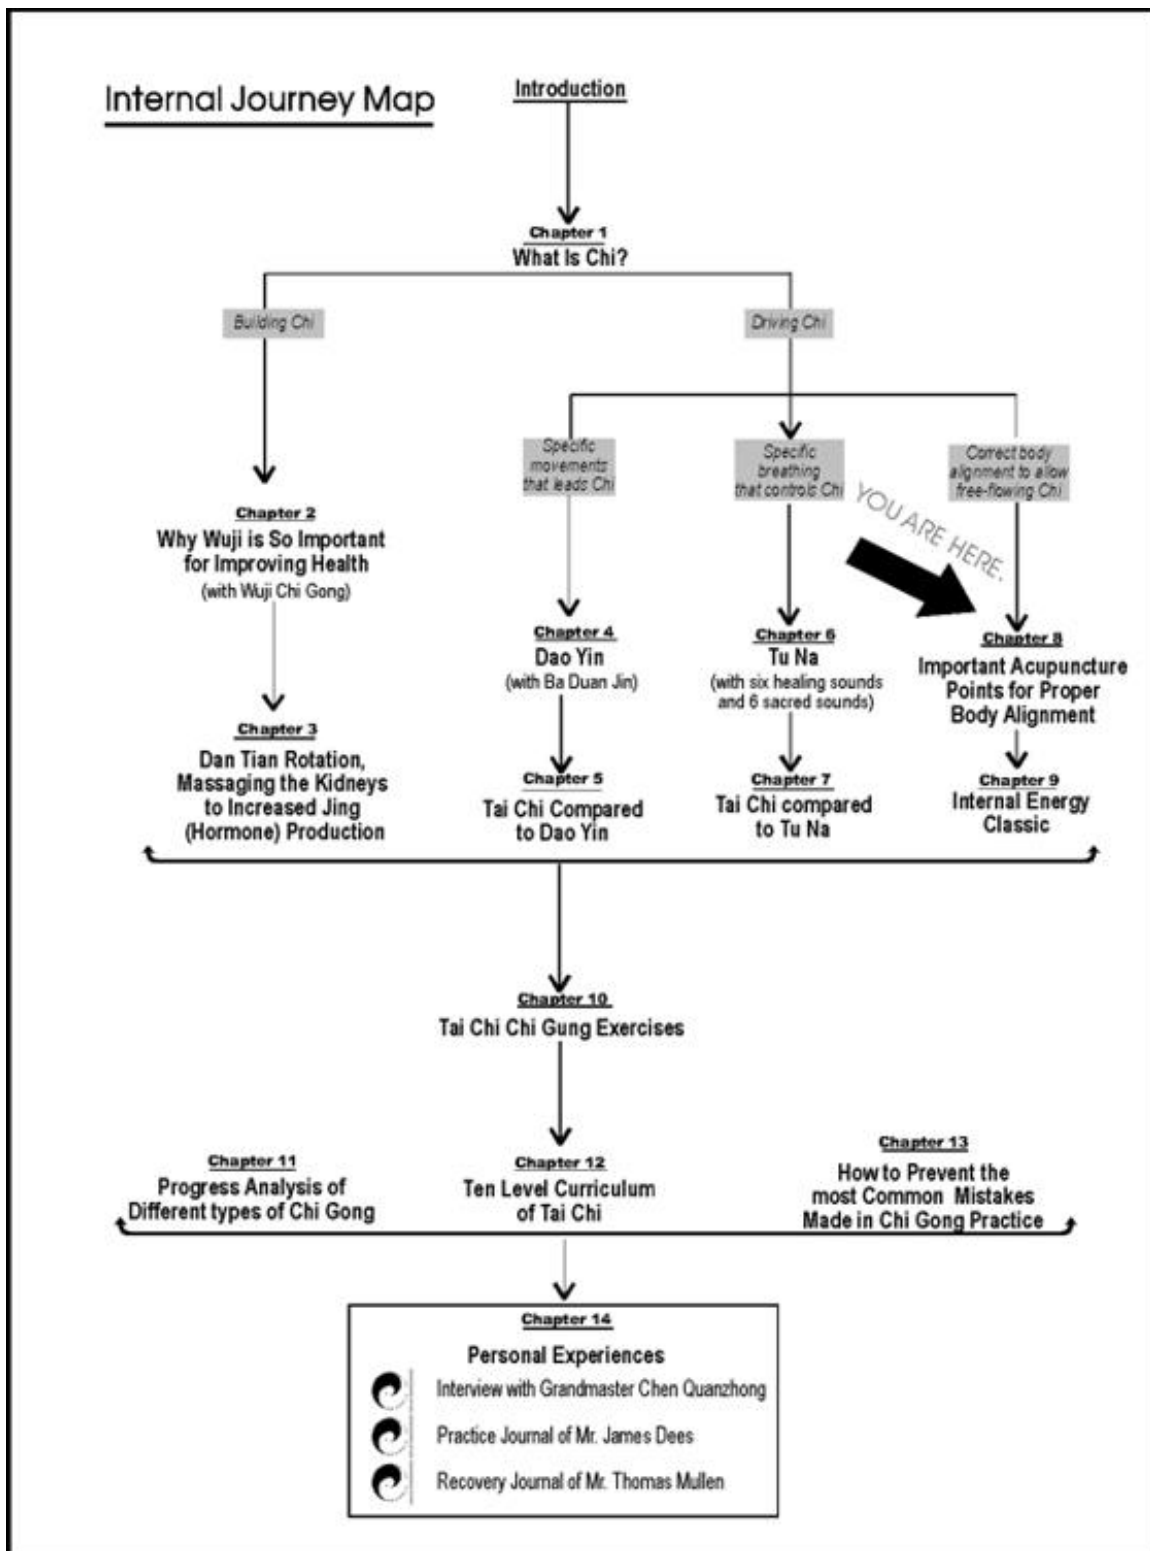 Internal Journey Map
Introduction
Chapter 1
What Is Chi?
Building Chi
Driving Chi
Specific
movements
that leads Chi
Specific
breathing
that controls Chi
Correct body
alignment to allow
free-flowing Chi
YOU ARE HERE.
Chapter 2
Why Wuji is So Important
for Improving Health
(with Wuji Chi Gong)
Chapter 3
Dan Tian Rotation,
Massaging the Kidneys
to Increased Jing
(Hormone) Production
Chapter 4
Dao Yin
(with Ba Duan Jin)
Chapter 5
Tai Chi Compared
to Dao Yin
Chapter 6
Tu Na
(with six healing sounds
and 6 sacred sounds)
Chapter 7
Tai Chi compared
to Tu Na
Chapter 8
Important Acupuncture
Points for Proper
Body Alignment
Chapter 9
Internal Energy
Classic
Chapter 10
Tai Chi Chi Gung Exercises
Chapter 11
Progress Analysis of
Different types of Chi Gong
Chapter 12
Ten Level Curriculum
of Tai Chi
Chapter 13
How to Prevent the
most Common Mistakes
Made in Chi Gong Practice
Chapter 14
Personal Experiences
Interview with Grandmaster Chen Quanzhong
Practice Journal of Mr. James Dees
Recovery Journal of Mr. Thomas Mullen